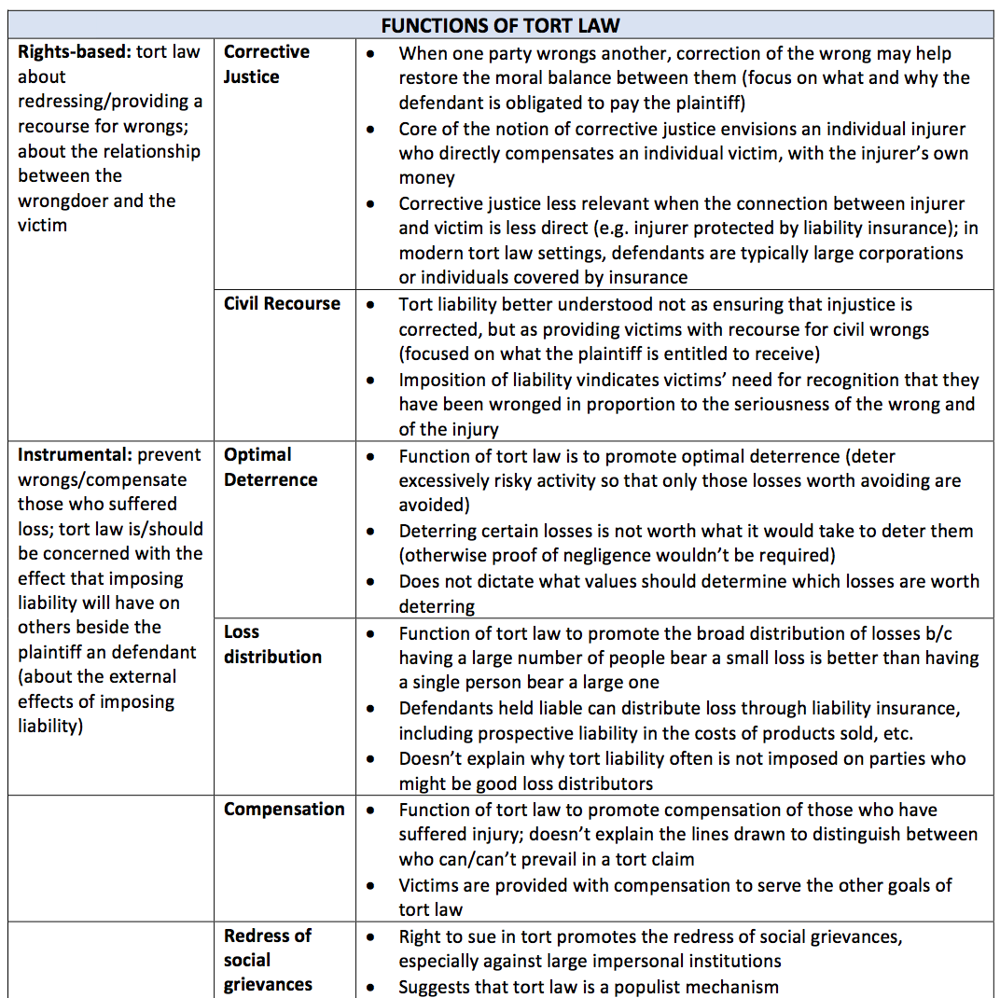 FUNCTIONS OF TORT LAW
Rights-based: tort law
about
redressing/providing a
recourse for wrongs;
about the relationship
between the
wrongdoer and the
victim
Corrective
Justice
• When one party wrongs another, correction of the wrong may help
restore the moral balance between them (focus on what and why the
defendant is obligated to pay the plaintiff)
• Core of the notion of corrective justice envisions an individual injurer
who directly compensates an individual victim, with the injurer’s own
money
• Corrective justice less relevant when the connection between injurer
and victim is less direct (e.g. injurer protected by liability insurance); in
modern tort law settings, defendants are typically large corporations
or individuals covered by insurance
Civil Recourse
• Tort liability better understood not as ensuring that injustice is
corrected, but as providing victims with recourse for civil wrongs
(focused on what the plaintiff is entitled to receive)
• Imposition of liability vindicates victims’ need for recognition that they
have been wronged in proportion to the seriousness of the wrong and
of the injury
Instrumental: prevent
wrongs/compensate
those who suffered
loss; tort law is/should
be concerned with the
effect that imposing
liability will have on
others beside the
plaintiff an defendant
(about the external
effects of imposing
liability)
Optimal
Deterrence
• Function of tort law is to promote optimal deterrence (deter
excessively risky activity so that only those losses worth avoiding are
avoided)
• Deterring certain losses is not worth what it would take to deter them
(otherwise proof of negligence wouldn’t be required)
• Does not dictate what values should determine which losses are worth
deterring
Loss
distribution
• Function of tort law to promote the broad distribution of losses b/c
having a large number of people bear a small loss is better than having
a single person bear a large one
• Defendants held liable can distribute loss through liability insurance,
including prospective liability in the costs of products sold, etc.
• Doesn’t explain why tort liability often is not imposed on parties who
might be good loss distributors
Compensation
• Function of tort law to promote compensation of those who have
suffered injury; doesn’t explain the lines drawn to distinguish between
who can/can’t prevail in a tort claim
• Victims are provided with compensation to serve the other goals of
tort law
Redress of
social
grievances
• Right to sue in tort promotes the redress of social grievances,
especially against large impersonal institutions
• Suggests that tort law is a populist mechanism